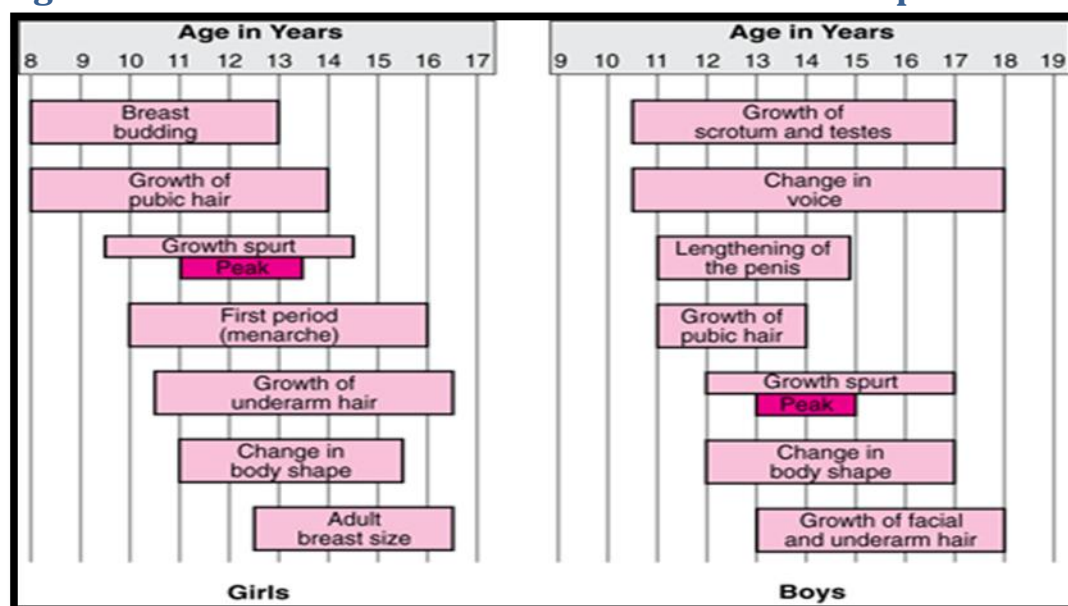 Age in Years
8 9 10 11 12 13 14 15 16 17
Breast
budding
Growth of
pubic hair
Growth spurt
Peak
First period
(menarche)
Growth of
underarm hair
Change in
body shape
Adult
breast size
Girls
Age in Years
9 10 11 12 13 14 15 16 17 18 19
Growth of
scrotum and testes
Change in
voice
Lengthening of
the penis
Growth of
pubic hair
Growth spurt
Peak
Change in
body shape
Growth of facial
and underarm hair
Boys